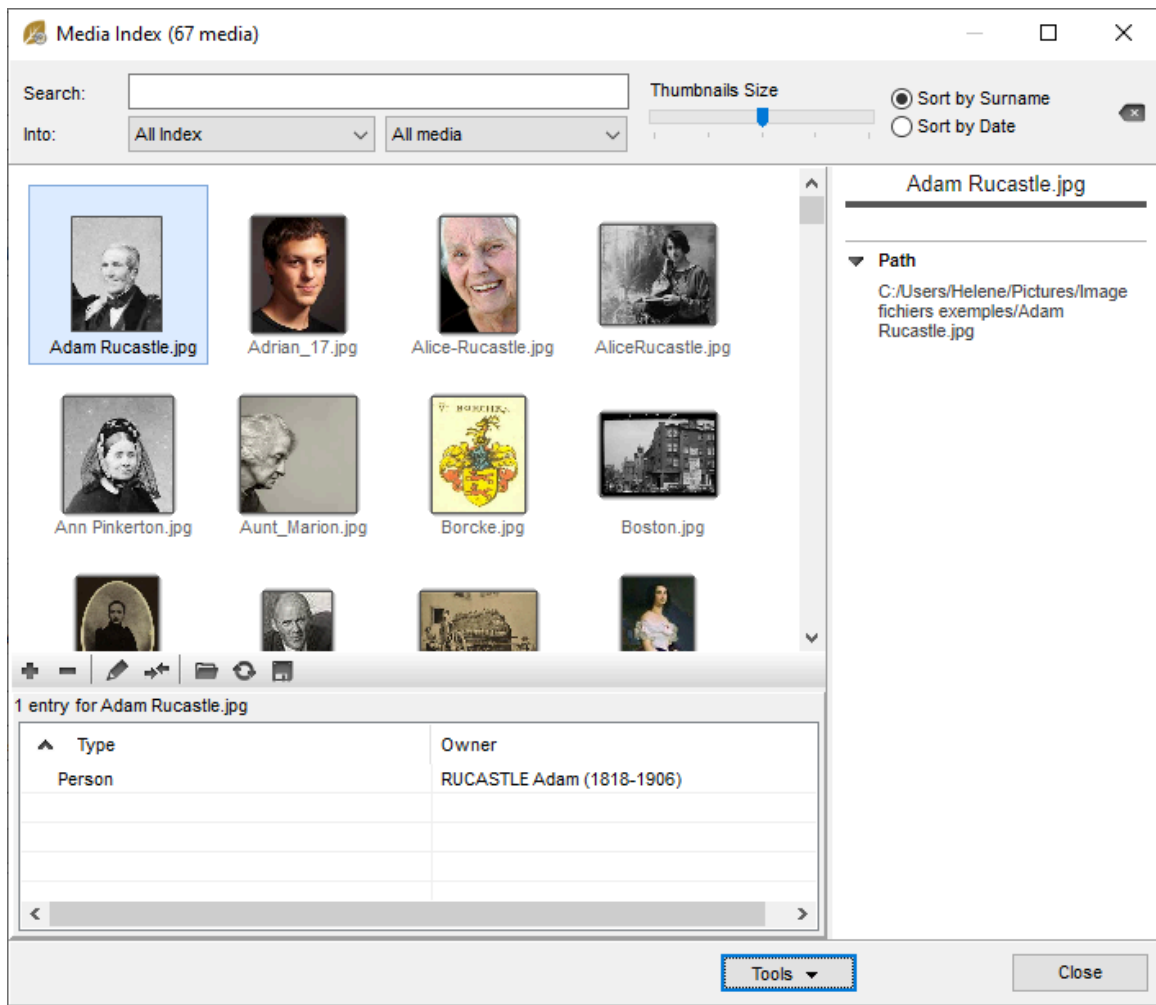 Media Index (67 media)
Search:
Thumbnails Size
Sort by Surname
Into:
All Index
All media
Sort by Date
Adam Rucastle.jpg
Adrian_17.jpg
Alice-Rucastle.jpg
AliceRucastle.jpg
Ann Pinkerton.jpg
Aunt_Marion.jpg
V: BORCKEN.
Borcke.jpg
Boston.jpg
Adam Rucastle.jpg
Path
C:/Users/Helene/Pictures/Image
fichiers exemples/Adam
Rucastle.jpg
1 entry for Adam Rucastle.jpg
Type
Owner
Person
RUCASTLE Adam (1818-1906)
Tools
Close